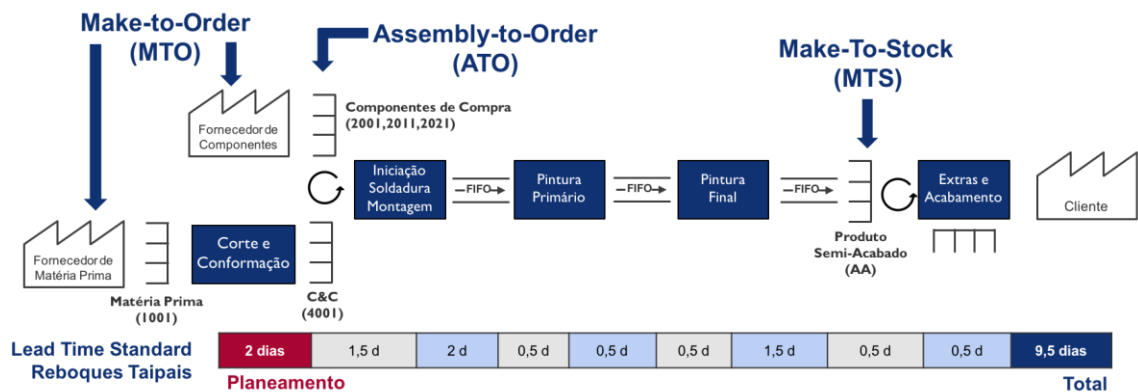 Make-to-Order
(MTO)
Assembly-to-Order
(ATO)
Make-To-Stock
(MTS)
Fornecedor de
Componentes
Componentes de Compra
(2001,2011,2021)
Iniciação
Soldadura
Montagem
FIFO
Pintura
Primário
FIFO
Pintura
Final
FIFO
Extras e
Acabamento
Cliente
Fornecedor de
Matéria Prima
Corte e
Conformação
Produto
Semi-Acabado
(AA)
Matéria Prima
(1001)
C&C
(4001)
Lead Time Standard
Reboques Taipais
2 dias
1,5 d
2 d
0,5 d
0,5 d
0,5 d
1,5 d
0,5 d
0,5 d
9,5 dias
Planeamento
Total